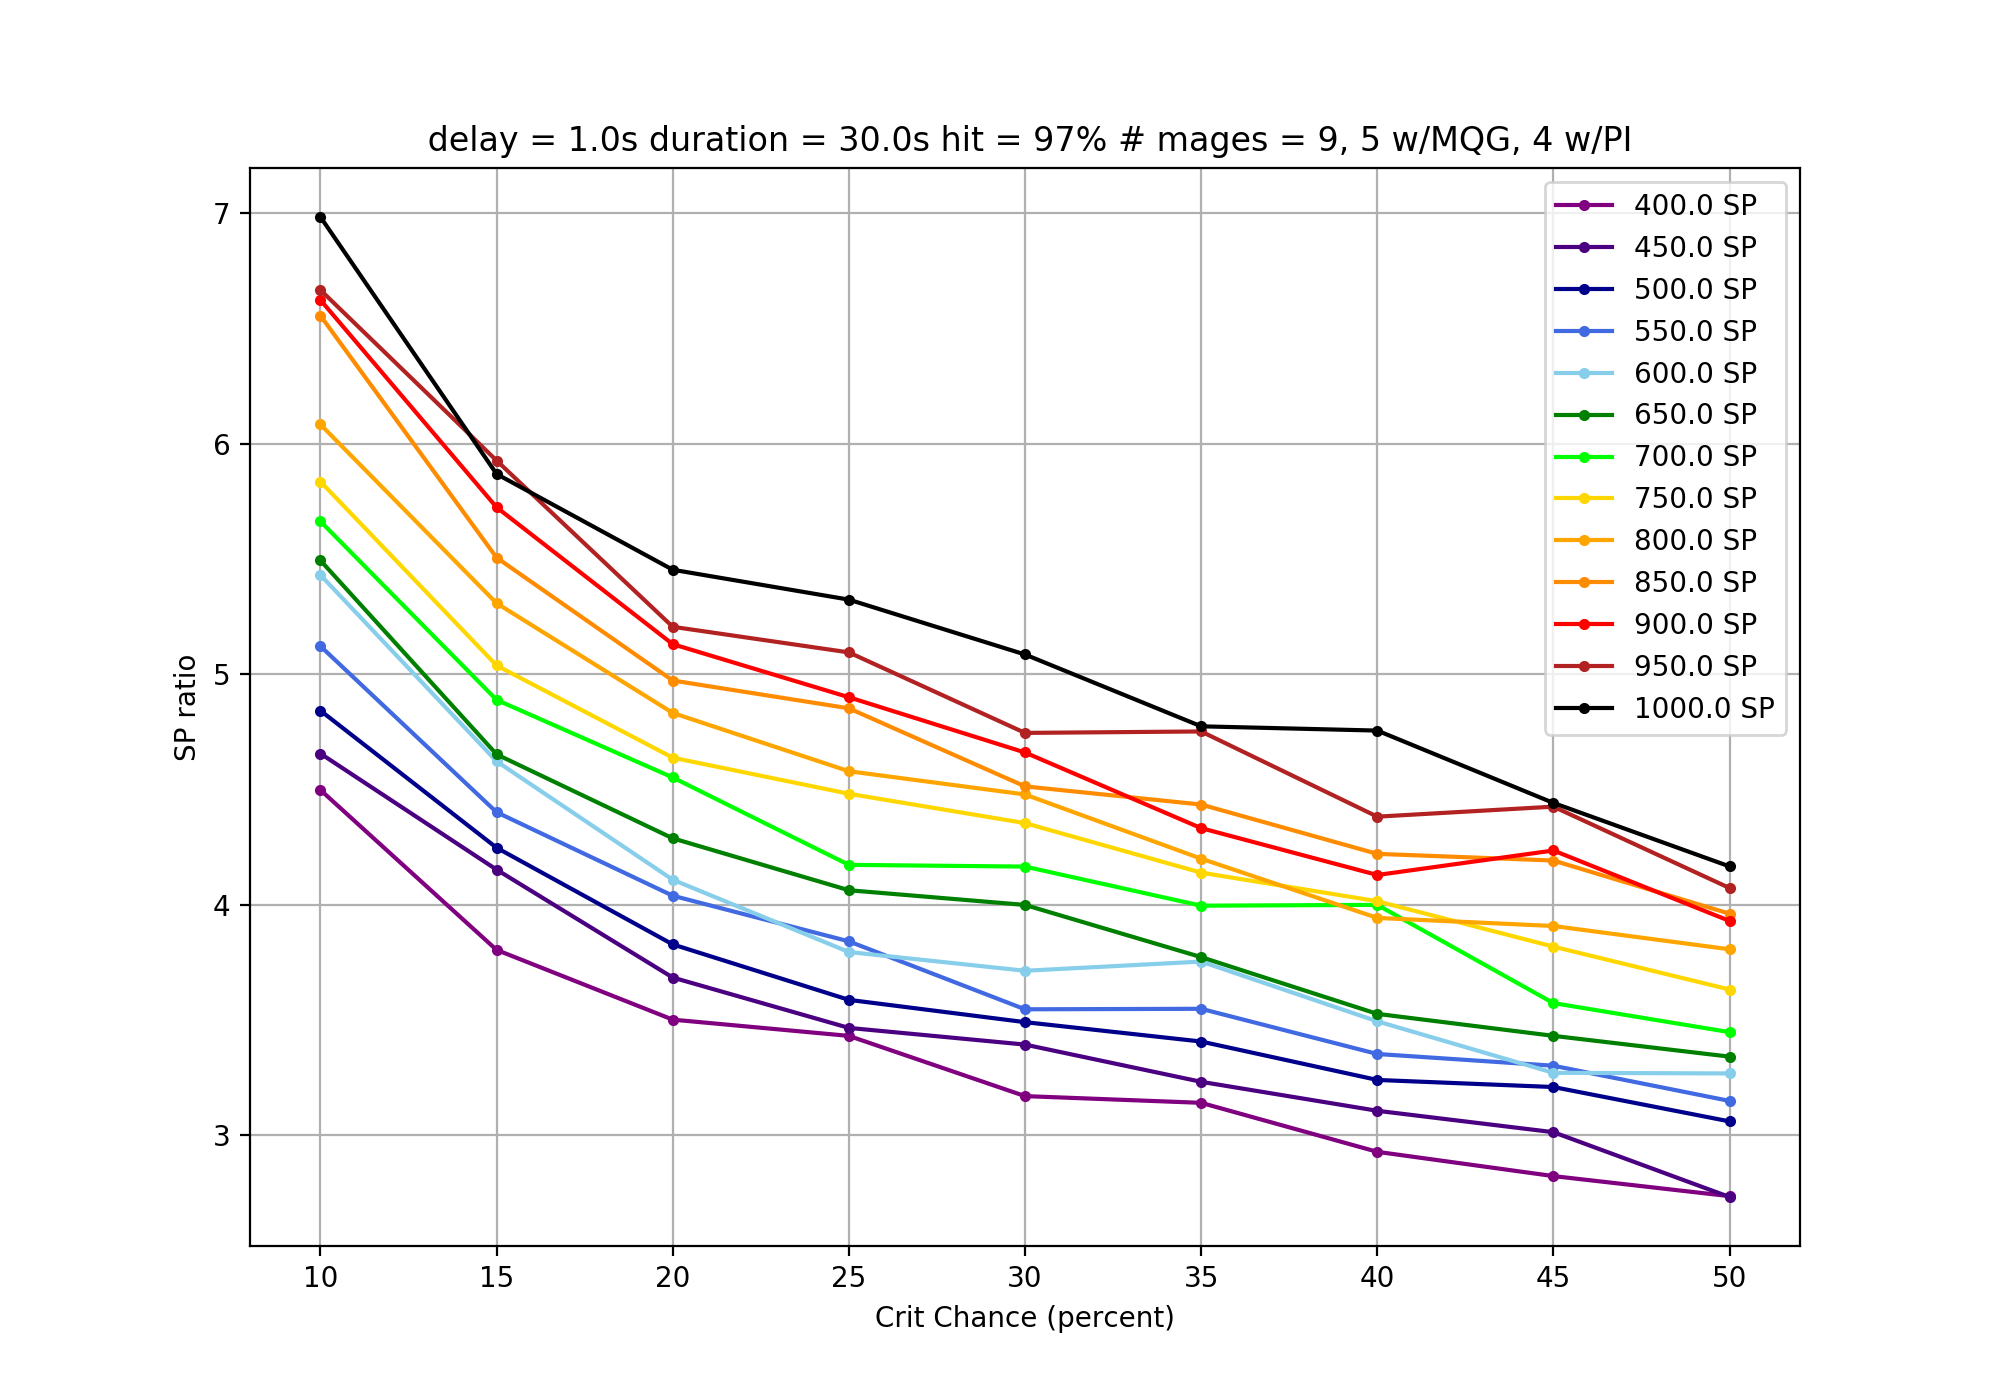 delay = 1.0s duration = 30.0s hit = 97% # mages = 9, 5 w/MQG, 4 w/PI
7
6
5
4
3
SP ratio
400.0 SP
450.0 SP
500.0 SP
550.0 SP
600.0 SP
650.0 SP
700.0 SP
750.0 SP
800.0 SP
850.0 SP
900.0 SP
950.0 SP
1000.0 SP
10 15 20 25 30 35 40 45 50
Crit Chance (percent)